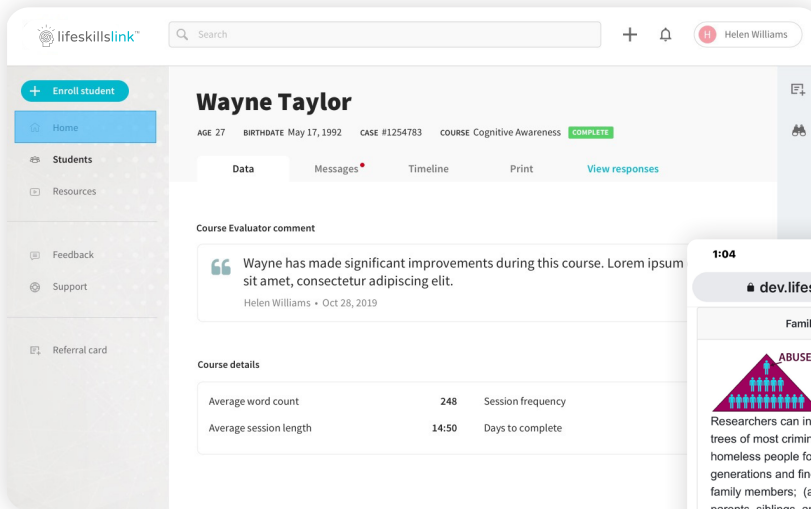 lifeskillslink™
Search
H Helen Williams
+ Enroll student
Home
Students
Resources
Feedback
Support
Referral card
Wayne Taylor
AGE 27 BIRTHDATE May 17, 1992 CASE #1254783 COURSE Cognitive Awareness COMPLETE
Data Messages Timeline Print View responses
Course Evaluator comment
“ Wayne has made significant improvements during this course. Lorem ipsum
sit amet, consectetur adipiscing elit.
Helen Williams • Oct 28, 2019
Course details
Average word count 248 Session frequency
Average session length 14:50 Days to complete
1:04
dev.lifes
Famil
ABUSE
Researchers can in
trees of most crimin
homeless people fo
generations and fin
family members; (a